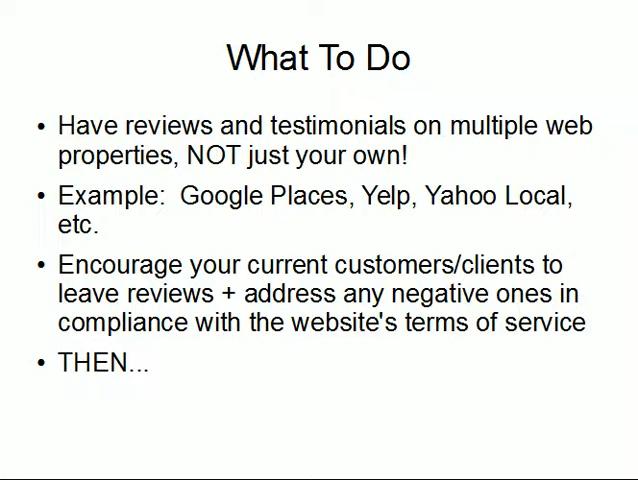 What To Do
• Have reviews and testimonials on multiple web
properties, NOT just your own!
• Example:  Google Places, Yelp, Yahoo Local,
etc.
• Encourage your current customers/clients to
leave reviews + address any negative ones in
compliance with the website's terms of service
• THEN...